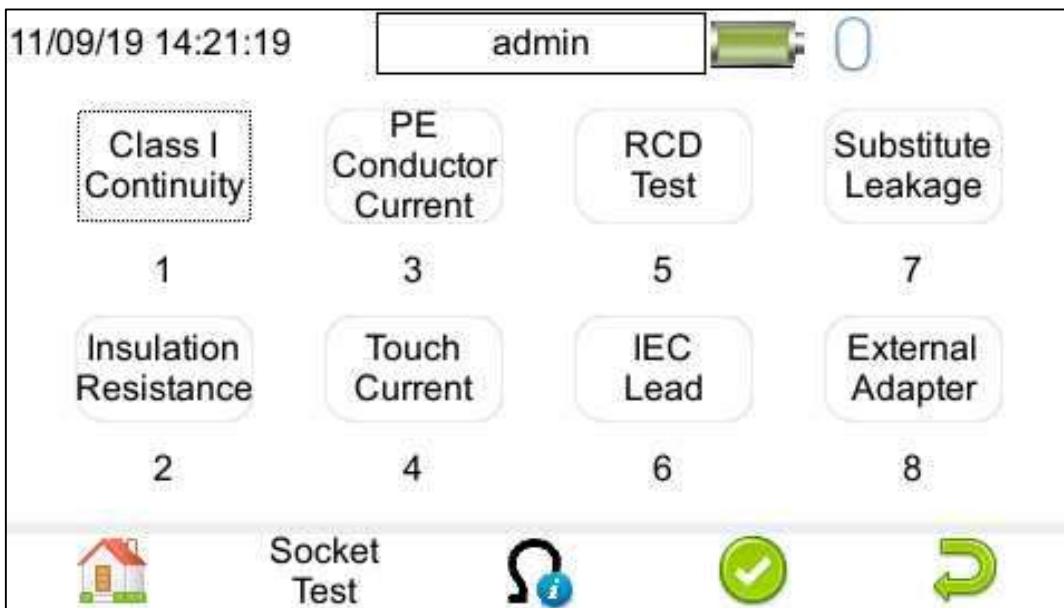 11/09/19 14:21:19
admin
0
Class I
Continuity
PE
Conductor
Current
RCD
Test
Substitute
Leakage
1
3
5
7
Insulation
Resistance
Touch
Current
IEC
Lead
External
Adapter
2
4
6
8
Socket
Test
Ω
i